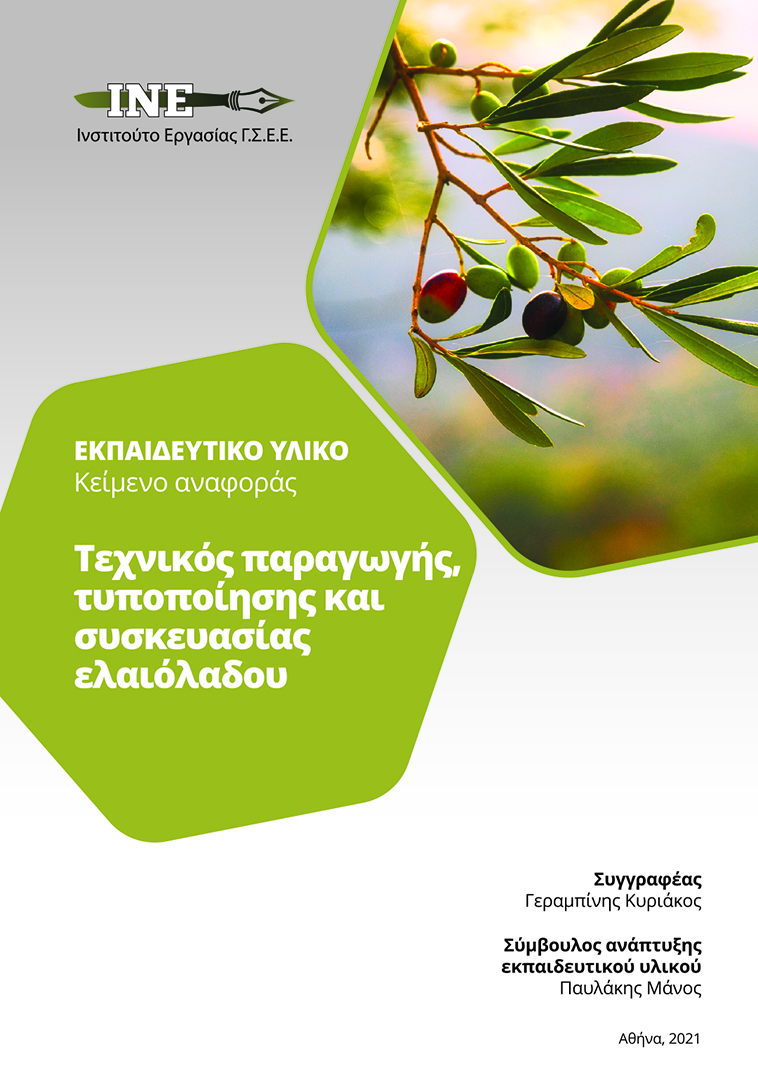 ΙΝΕ
Ινστιτούτο Εργασίας Γ.Σ.Ε.Ε.
ΕΚΠΑΙΔΕΥΤΙΚΟ ΥΛΙΚΟ
Κείμενο αναφοράς
Τεχνικός παραγωγής,
τυποποίησης και
συσκευασίας
ελαιόλαδου
Συγγραφέας
Γεραμπίνης Κυριάκος
Σύμβουλος ανάπτυξης
εκπαιδευτικού υλικού
Παυλάκης Μάνος
Αθήνα, 2021